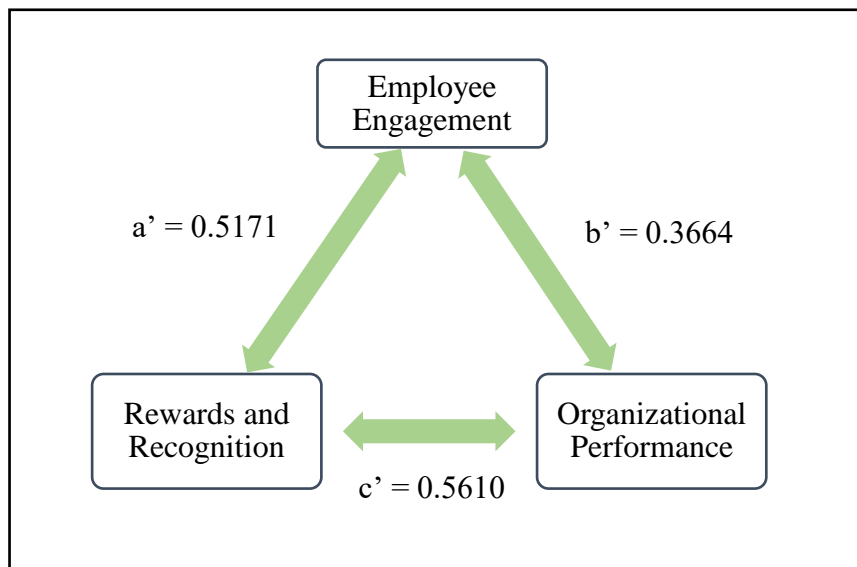 Employee
Engagement
a’ = 0.5171
b’ = 0.3664
Rewards and
Recognition
Organizational
Performance
c’ = 0.5610